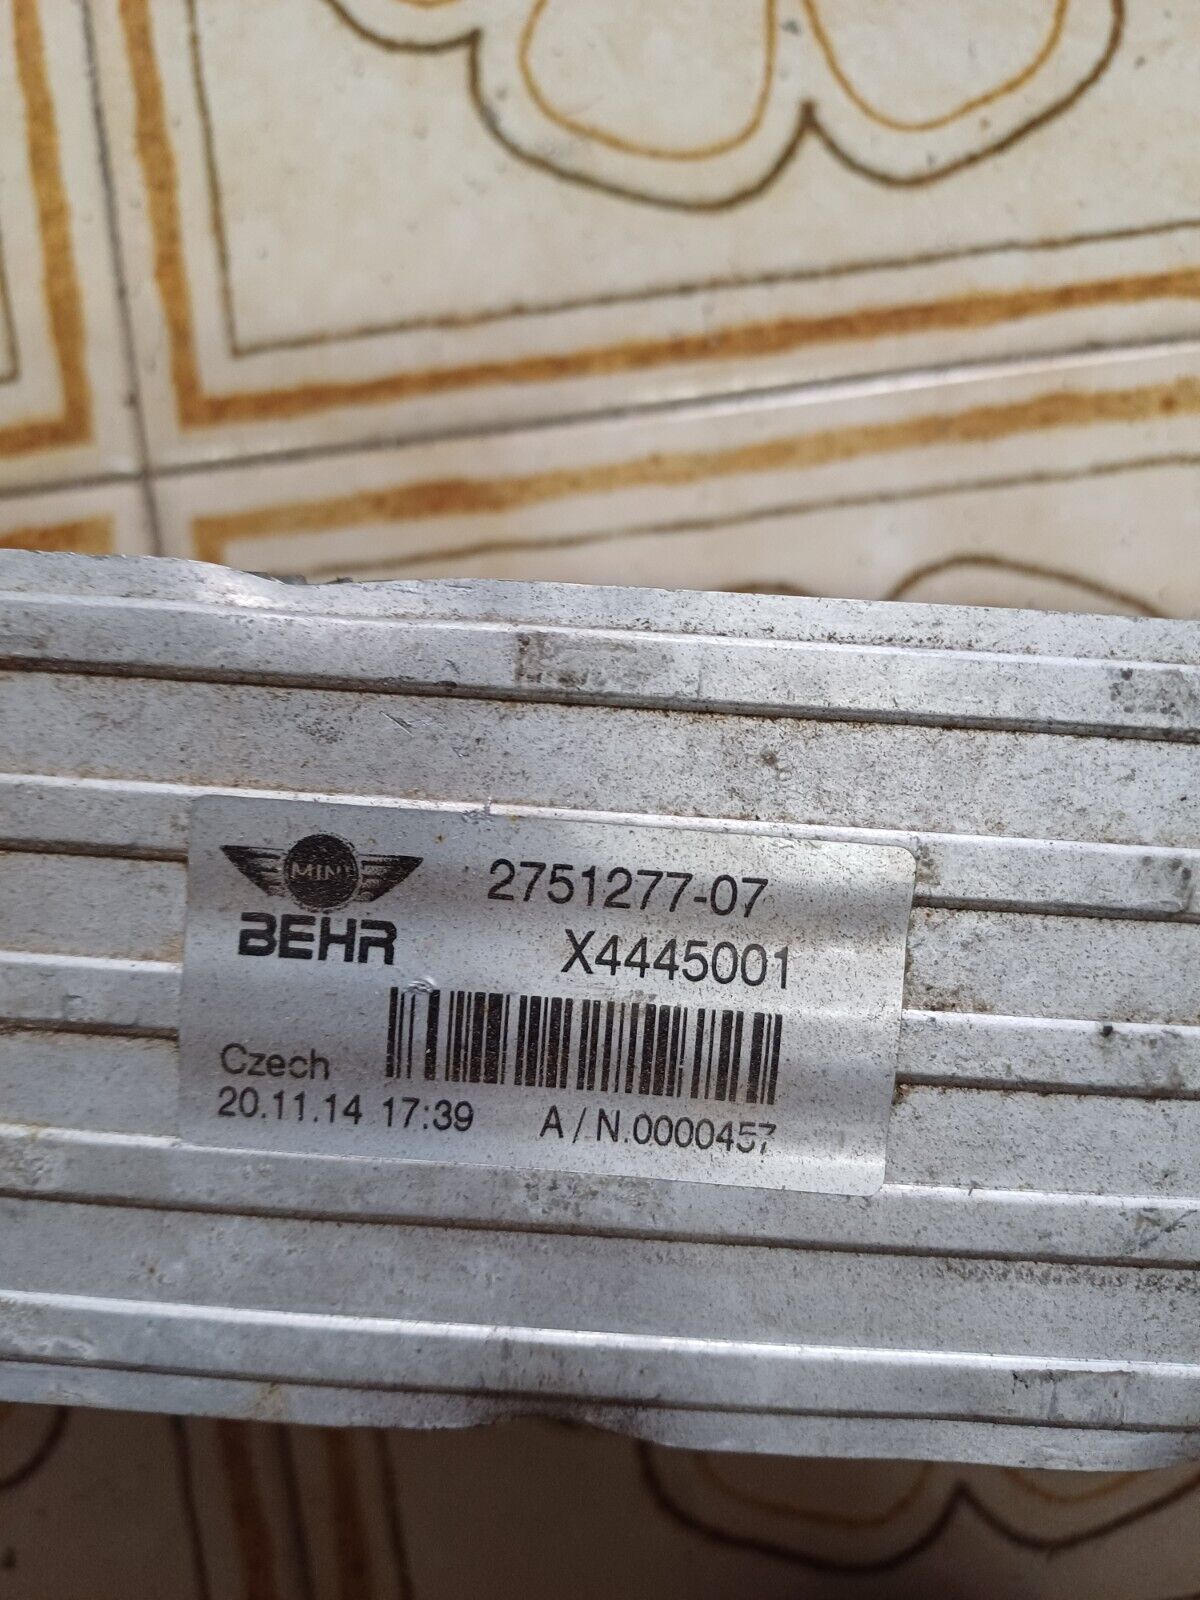 MINI
BEHR
2751277-07
X4445001
Czech
20.11.14 17:39
A / N.0000457